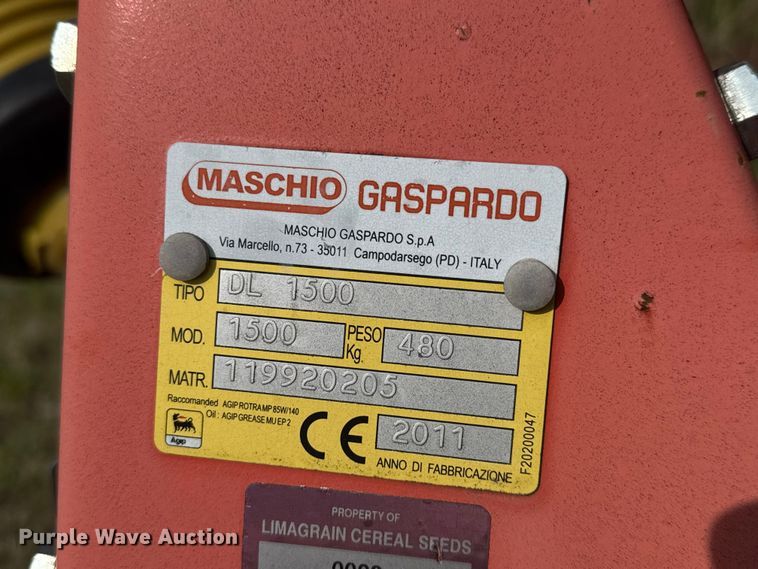 MASCHIO GASPARDO
MASCHIO GASPARDO S.p.A
Via Marcello, n.73 - 35011 Campodarsego (PD) - ITALY
TIPO DL 1500
MOD. 1500 PESO Kg. 480
MATR. 119920205
Raccomanded AGIP ROTRA MP 85W/140
Oil : AGIP GREASE MU EP 2
Agip
CE 2011
ANNO DI FABBRICAZIONE
F20200047
PROPERTY OF
LIMAGRAIN CEREAL SEEDS
Purple Wave Auction